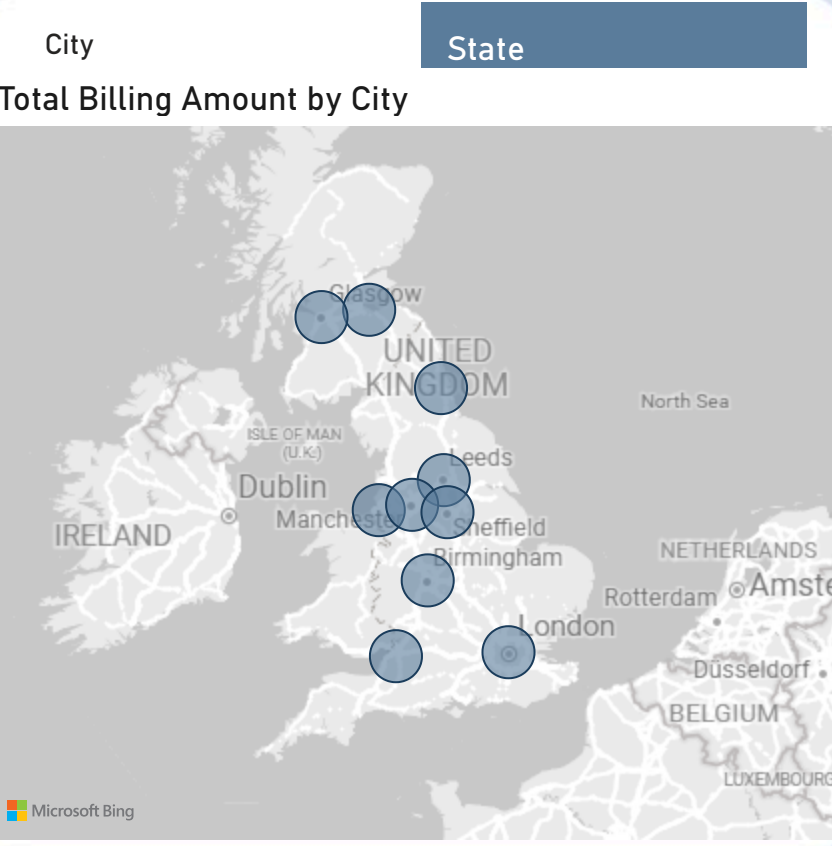 City
State
Total Billing Amount by City
Glasgow
UNITED
KINGDOM
North Sea
ISLE OF MAN
(U.K.)
Leeds
Dublin
Mancheste
IRELAND
Sheffield
Birmingham
NETHERLANDS
Rotterdam
Amste
London
Düsseldorf
BELGIUM
LUXEMBOURG
Microsoft Bing